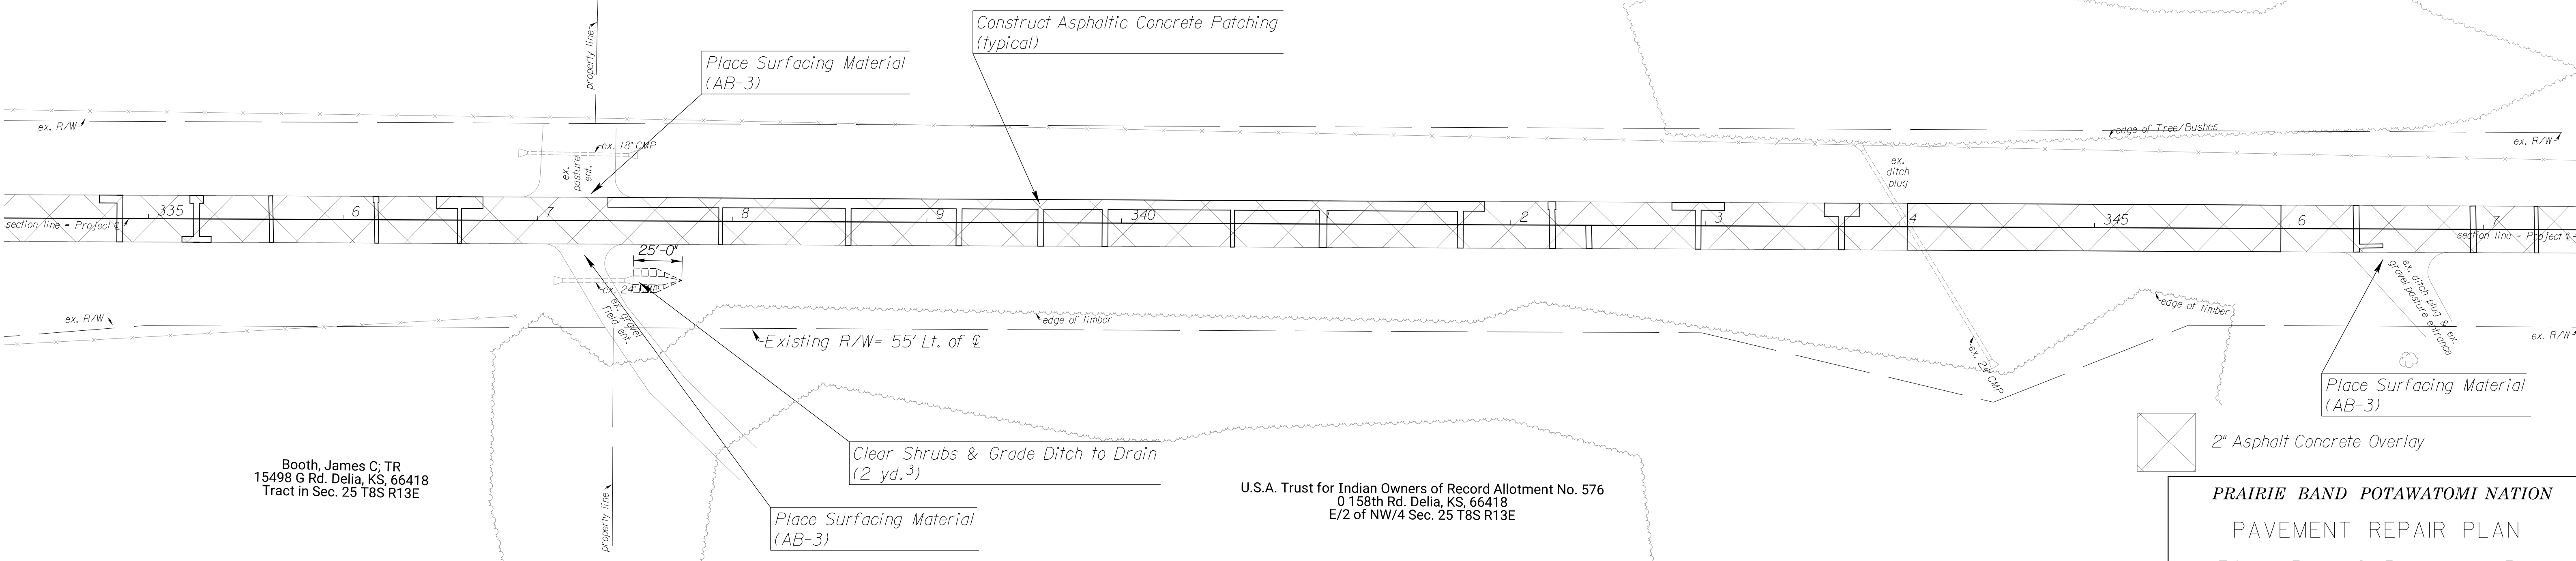 Construct Asphaltic Concrete Patching
(typical)
Place Surfacing Material
(AB-3)
property line
ex. R/W
ex. 18" CMP
ex.
pasture
ent.
edge of Tree/Bushes
ex. R/W
ex.
ditch
plug
335
6
7
8
9
340
2
3
4
345
6
7
section line = Project ℄
section line = Project ℄
25'-0"
ex. 24" CMP
ex. gravel
field ent.
ex. R/W
edge of timber
Existing R/W= 55' Lt. of ℄
ex. 24" CMP
edge of timber
ex. ditch plug & ex.
gravel pasture entrance
ex. R/W
Place Surfacing Material
(AB-3)
2" Asphalt Concrete Overlay
Clear Shrubs & Grade Ditch to Drain
(2 yd.³)
Place Surfacing Material
(AB-3)
property line
Booth, James C; TR
15498 G Rd. Delia, KS, 66418
Tract in Sec. 25 T8S R13E
U.S.A. Trust for Indian Owners of Record Allotment No. 576
0 158th Rd. Delia, KS, 66418
E/2 of NW/4 Sec. 25 T8S R13E
PRAIRIE BAND POTAWATOMI NATION
PAVEMENT REPAIR PLAN